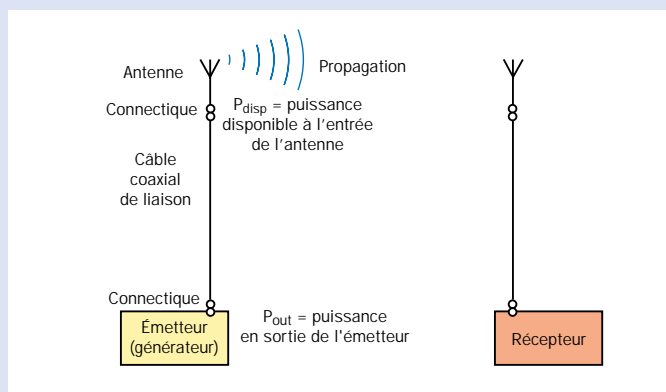 Antenne
Propagation
Connectique
Pdisp = puissance
disponible à l'entrée
de l'antenne
Câble
coaxial
de liaison
Connectique
Pout = puissance
en sortie de l'émetteur
Émetteur
(générateur)
Récepteur